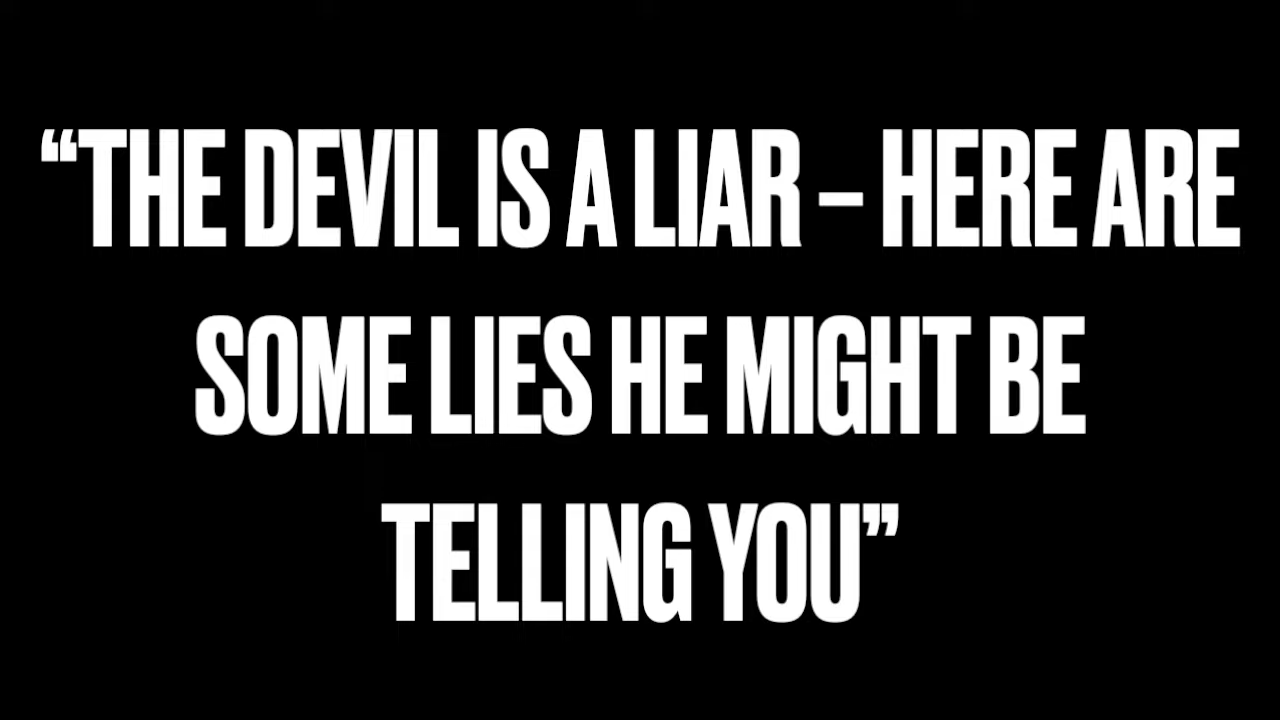 “THE DEVIL IS A LIAR – HERE ARE
SOME LIES HE MIGHT BE
TELLING YOU”